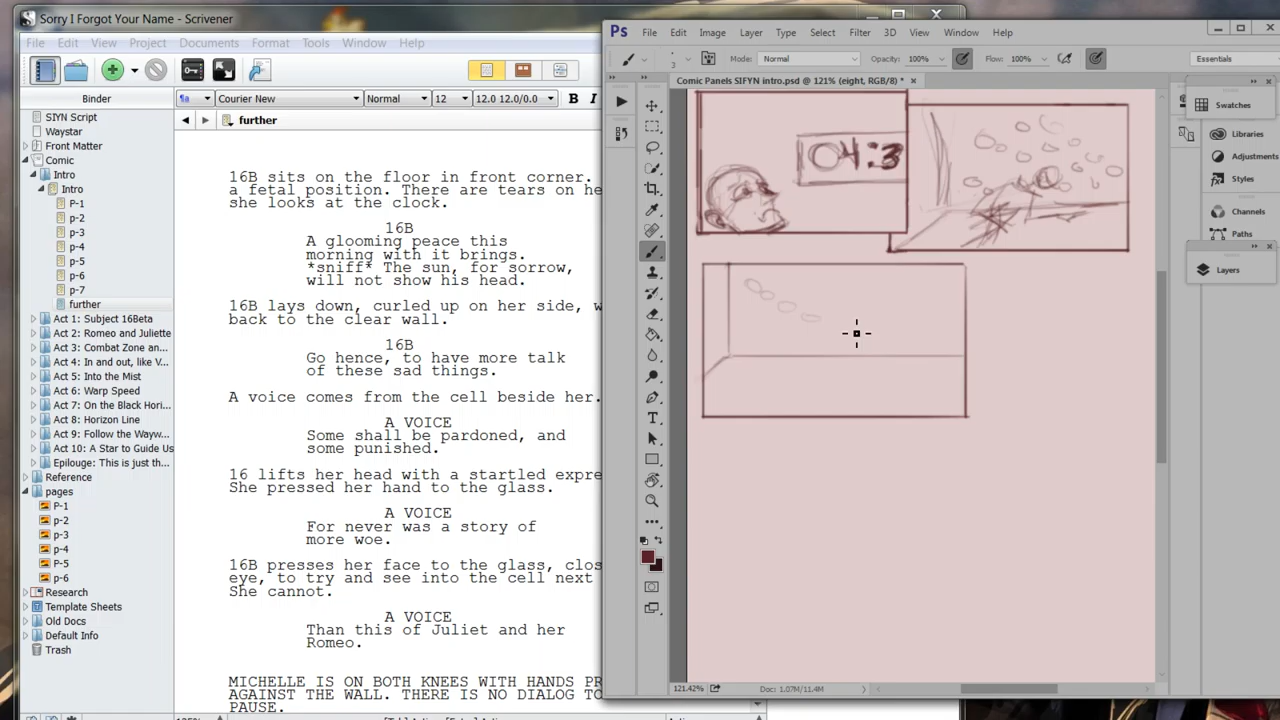 Sorry I Forgot Your Name - Scrivener
File Edit View Project Documents Format Tools Window Help
Binder
Courier New Normal 12 12.0 12.0/0.0 B I
further
SIYN Script
Waystar
Front Matter
Comic
Intro
Intro
P-1
p-2
p-3
p-4
p-5
p-6
p-7
further
Act 1: Subject 16Beta
Act 2: Romeo and Juliette
Act 3: Combat Zone an
Act 4: In and out, like V...
Act 5: Into the Mist
Act 6: Warp Speed
Act 7: On the Black Hori...
Act 8: Horizon Line
Act 9: Follow the Wayw...
Act 10: A Star to Guide Us
Epilouge: This is just th...
Reference
pages
P-1
p-2
p-3
p-4
P-5
p-6
Research
Template Sheets
Old Docs
Default Info
Trash
16B sits on the floor in front corner.
a fetal position. There are tears on he
she looks at the clock.
16B
A glooming peace this
morning with it brings.
*sniff* The sun, for sorrow,
will not show his head.
16B lays down, curled up on her side, w
back to the clear wall.
16B
Go hence, to have more talk
of these sad things.
A voice comes from the cell beside her.
A VOICE
Some shall be pardoned, and
some punished.
16 lifts her head with a startled expre
She pressed her hand to the glass.
A VOICE
For never was a story of
more woe.
16B presses her face to the glass, clos
eye, to try and see into the cell next
She cannot.
A VOICE
Than this of Juliet and her
Romeo.
MICHELLE IS ON BOTH KNEES WITH HANDS PR
AGAINST THE WALL. THERE IS NO DIALOG TO
PAUSE.
Ps File Edit Image Layer Type Select Filter 3D View Window Help
3 Mode: Normal Opacity: 100% Flow: 100% Essentials
Comic Panels SIFYN intro.psd @ 121% (eight, RGB/8) *
04:3
Swatches
Libraries
Adjustments
Styles
Channels
Paths
Layers
121.42% Doc: 1.07M/11.4M